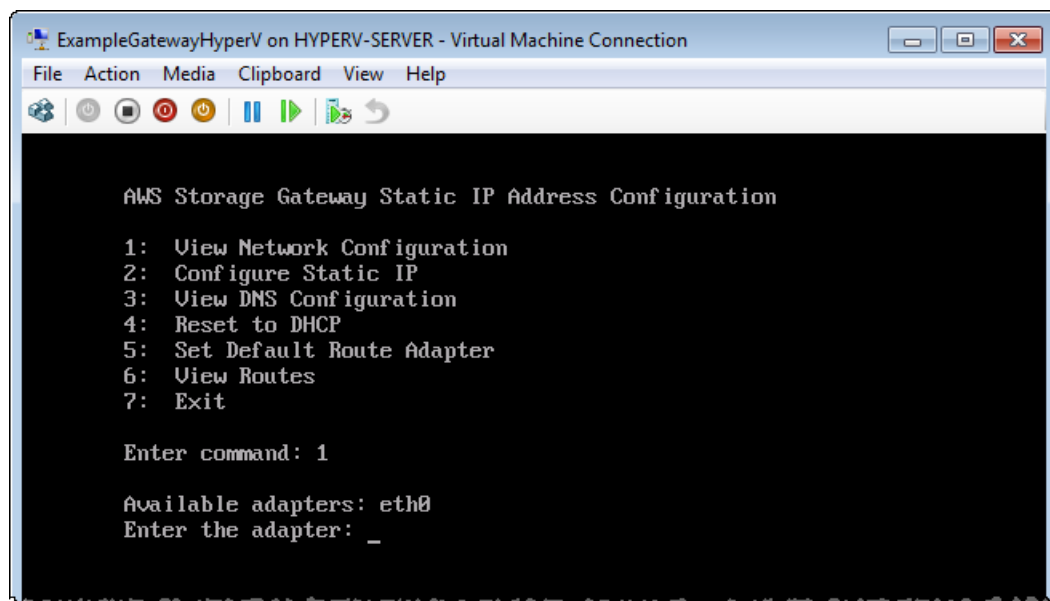 ExampleGatewayHyperV on HYPERV-SERVER - Virtual Machine Connection
File Action Media Clipboard View Help
AWS Storage Gateway Static IP Address Configuration
1: View Network Configuration
2: Configure Static IP
3: View DNS Configuration
4: Reset to DHCP
5: Set Default Route Adapter
6: View Routes
7: Exit
Enter command: 1
Available adapters: eth0
Enter the adapter: _